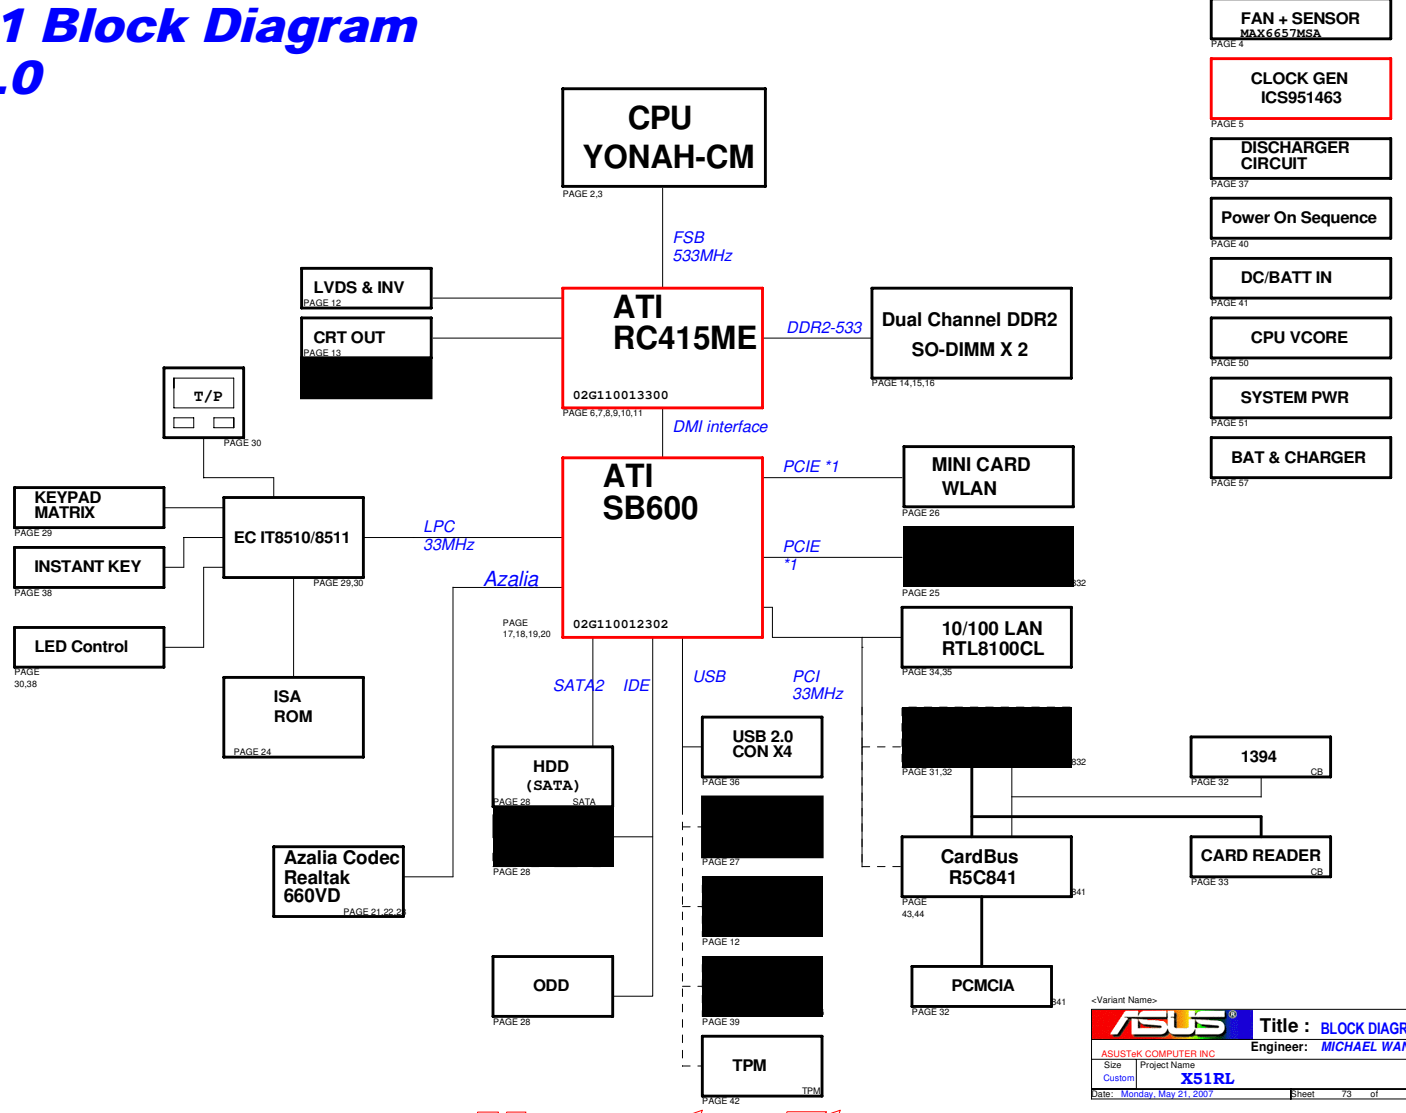 1 Block Diagram
.0
FAN + SENSOR
MAX6657MSA
PAGE 4
CLOCK GEN
ICS951463
PAGE 5
DISCHARGER
CIRCUIT
PAGE 37
Power On Sequence
PAGE 40
DC/BATT IN
PAGE 41
CPU VCORE
PAGE 50
SYSTEM PWR
PAGE 51
BAT & CHARGER
PAGE 57
CPU
YONAH-CM
PAGE 2,3
FSB
533MHz
LVDS & INV
PAGE 12
CRT OUT
PAGE 13
ATI
RC415ME
02G110013300
PAGE 6,7,8,9,10,11
DDR2-533
Dual Channel DDR2
SO-DIMM X 2
PAGE 14,15,16
DMI interface
T/P
PAGE 30
KEYPAD
MATRIX
PAGE 29
INSTANT KEY
PAGE 38
LED Control
PAGE
30,38
EC IT8510/8511
PAGE 29,30
ISA
ROM
PAGE 24
LPC
33MHz
Azalia
ATI
SB600
02G110012302
PAGE
17,18,19,20
PCIE *1
MINI CARD
WLAN
PAGE 26
PCIE
*1
832
PAGE 25
10/100 LAN
RTL8100CL
PAGE 34,35
SATA2
IDE
USB
PCI
33MHz
832
PAGE 31,32
HDD
(SATA)
PAGE 28
SATA
PAGE 28
USB 2.0
CON X4
PAGE 36
PAGE 27
PAGE 12
PAGE 39
TPM
TPM
PAGE 42
1394
CB
PAGE 32
CardBus
R5C841
841
PAGE
43,44
CARD READER
CB
PAGE 33
PCMCIA
841
PAGE 32
Azalia Codec
Realtak
660VD
PAGE 21,22,23
ODD
PAGE 28
<Variant Name>
ASUS®
ASUSTeK COMPUTER INC
Title : BLOCK DIAGR
Engineer: MICHAEL WAN
Size
Custom
Project Name
X51RL
Date: Monday, May 21, 2007
Sheet 73 of